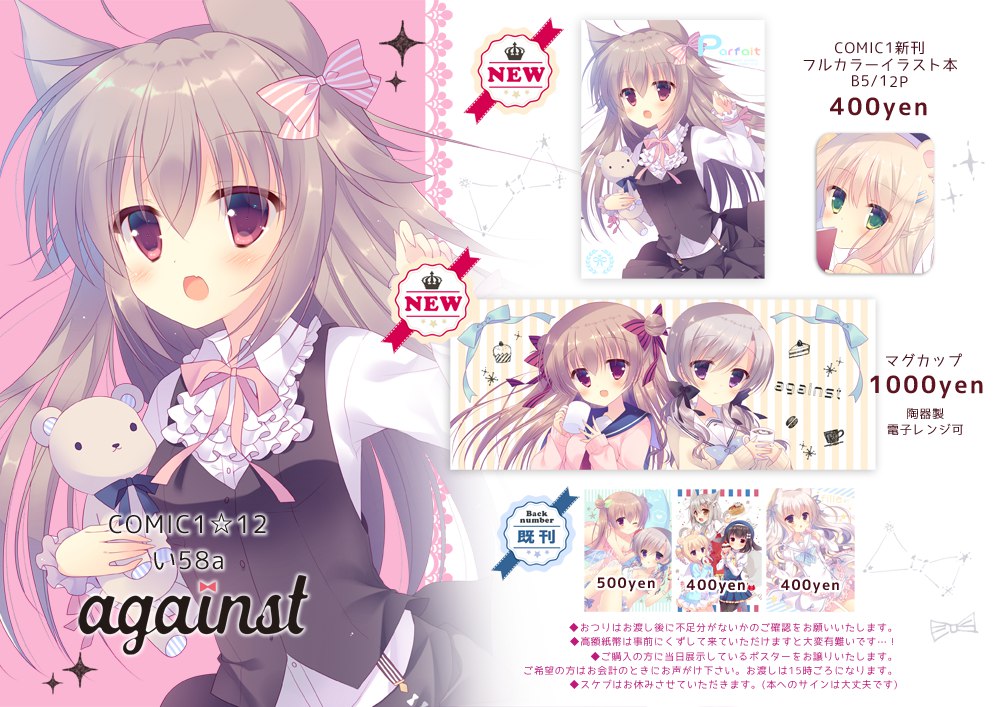 COMIC1☆12
い58a
against
NEW
Parfait
COMIC1新刊
フルカラーイラスト本
B5/12P
400yen
NEW
against
マグカップ
1000yen
陶器製
電子レンジ可
Back
number
既刊
500yen
400yen
400yen
◆おつりはお渡し後に不足分がないかのご確認をお願いいたします。
◆高額紙幣は事前にくずして来ていただけますと大変有難いです…！
◆ご購入の方に当日展示しているポスターをお譲りいたします。
ご希望の方はお会計のときにお声がけ下さい。お渡しは15時ごろになります。
◆スケブはお休みさせていただきます。(本へのサインは大丈夫です)